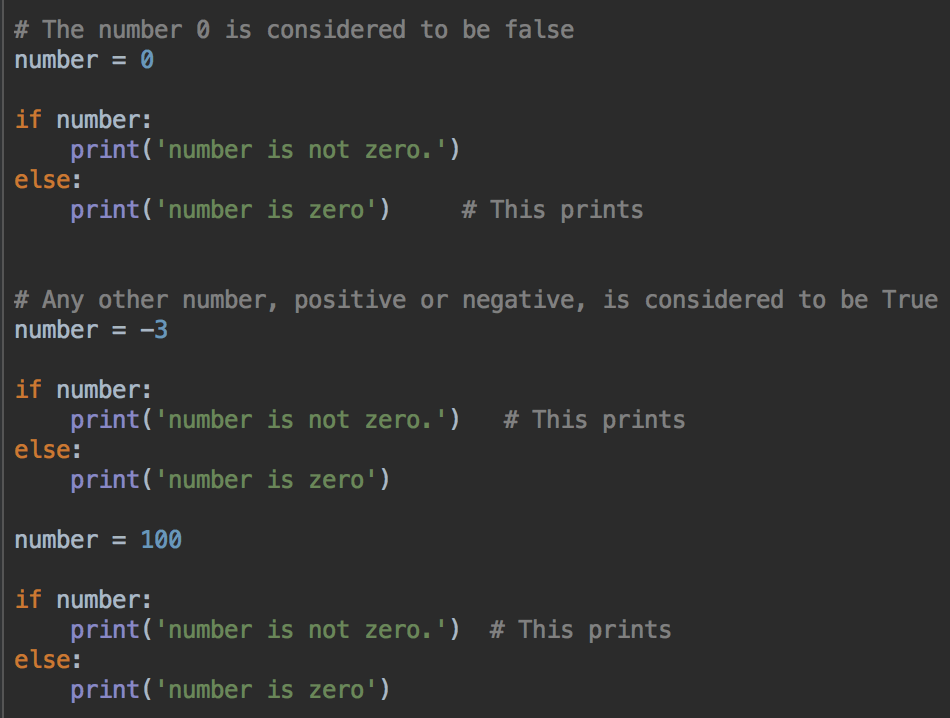 # The number 0 is considered to be false
number = 0
if number:
    print('number is not zero.')
else:
    print('number is zero')     # This prints
# Any other number, positive or negative, is considered to be True
number = -3
if number:
    print('number is not zero.')   # This prints
else:
    print('number is zero')
number = 100
if number:
    print('number is not zero.')  # This prints
else:
    print('number is zero')